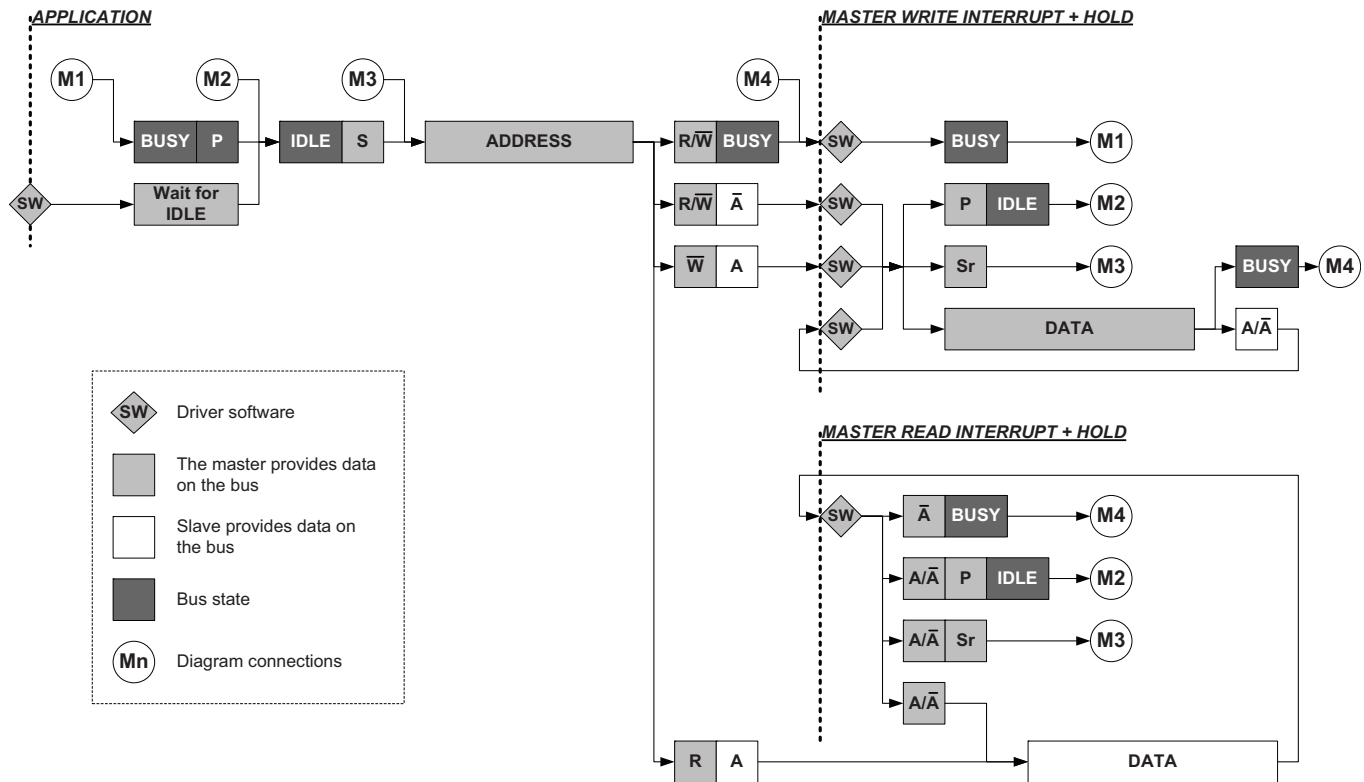 APPLICATION
MASTER WRITE INTERRUPT + HOLD
M1
M2
M3
M4
BUSY P
IDLE S
ADDRESS
R/W̅ BUSY
SW
BUSY
M1
SW
Wait for
IDLE
R/W̅ A̅
SW
P IDLE
M2
W̅ A
SW
Sr
M3
BUSY
M4
SW
DATA
A/A̅
SW
Driver software
The master provides data
on the bus
Slave provides data on
the bus
Bus state
Mn
Diagram connections
MASTER READ INTERRUPT + HOLD
SW
A̅ BUSY
M4
A/A̅ P IDLE
M2
A/A̅ Sr
M3
A/A̅
R A
DATA